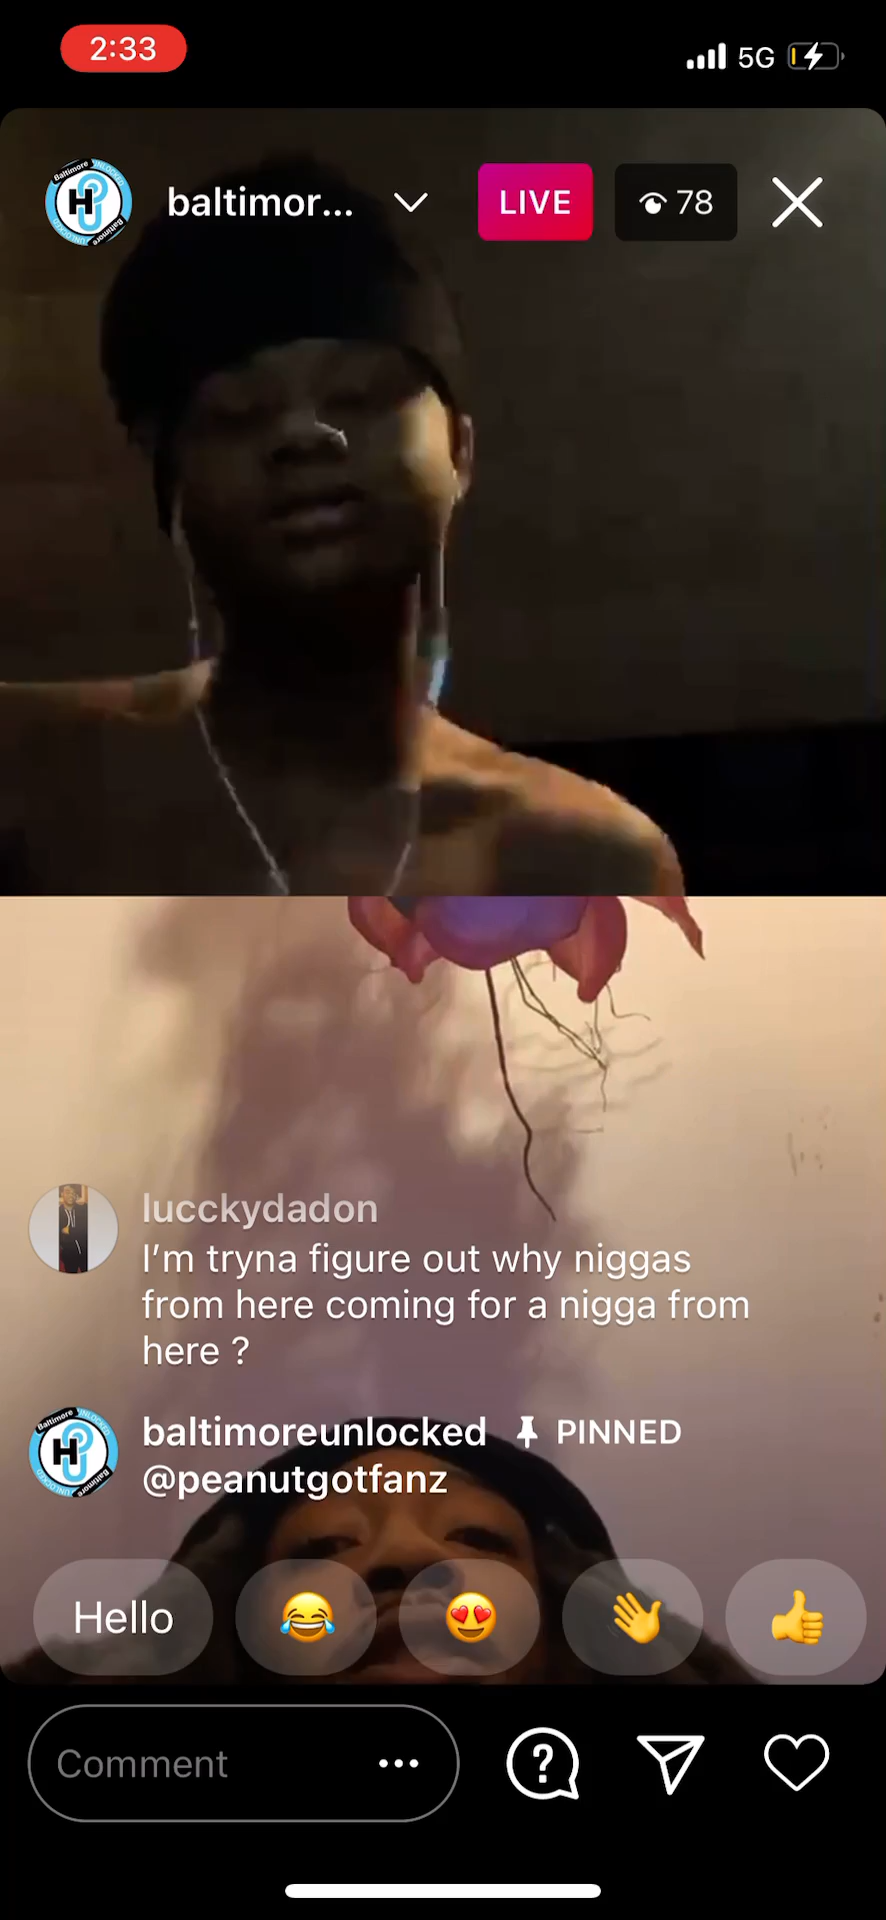 2:33
5G
baltimor...
LIVE
78
lucckydadon
I'm tryna figure out why niggas
from here coming for a nigga from
here ?
baltimoreunlocked PINNED
@peanutgotfanz
Hello
Comment